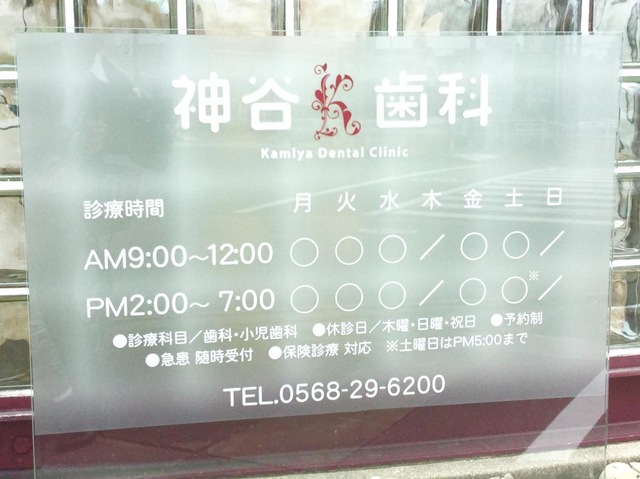 神谷 K 歯科
Kamiya Dental Clinic
診療時間 月 火 水 木 金 土 日
AM9:00～12:00 ○ ○ ○ ／ ○ ○ ／
PM2:00～ 7:00 ○ ○ ○ ／ ○ ○※ ／
●診療科目／歯科・小児歯科 ●休診日／木曜・日曜・祝日 ●予約制
●急患 随時受付 ●保険診療 対応 ※土曜日はPM5:00まで
TEL.0568-29-6200